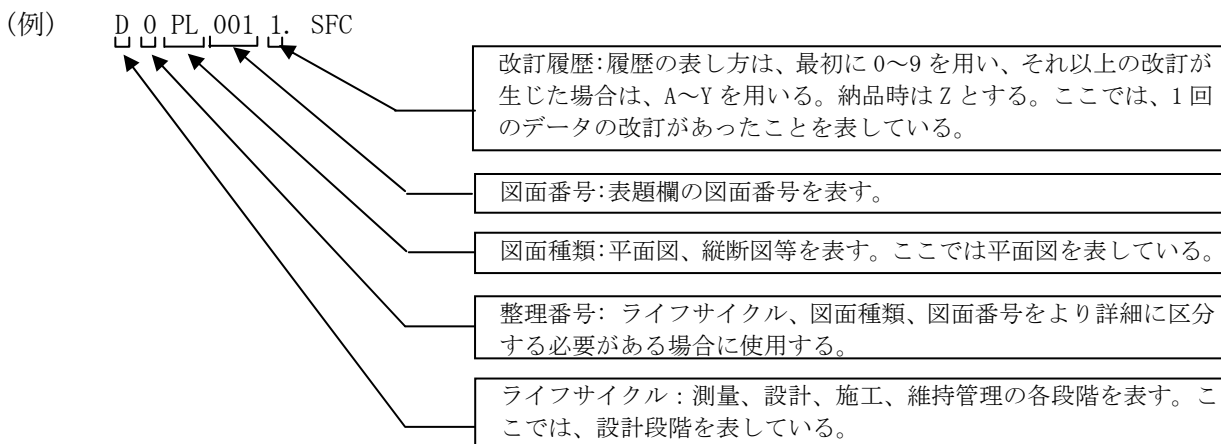 (例) D 0 PL 001 1. SFC
改訂履歴:履歴の表し方は、最初に 0～9 を用い、それ以上の改訂が
生じた場合は、A～Y を用いる。納品時は Z とする。ここでは、1 回
のデータの改訂があったことを表している。
図面番号:表題欄の図面番号を表す。
図面種類:平面図、縦断図等を表す。ここでは平面図を表している。
整理番号: ライフサイクル、図面種類、図面番号をより詳細に区分
する必要がある場合に使用する。
ライフサイクル：測量、設計、施工、維持管理の各段階を表す。こ
こでは、設計段階を表している。